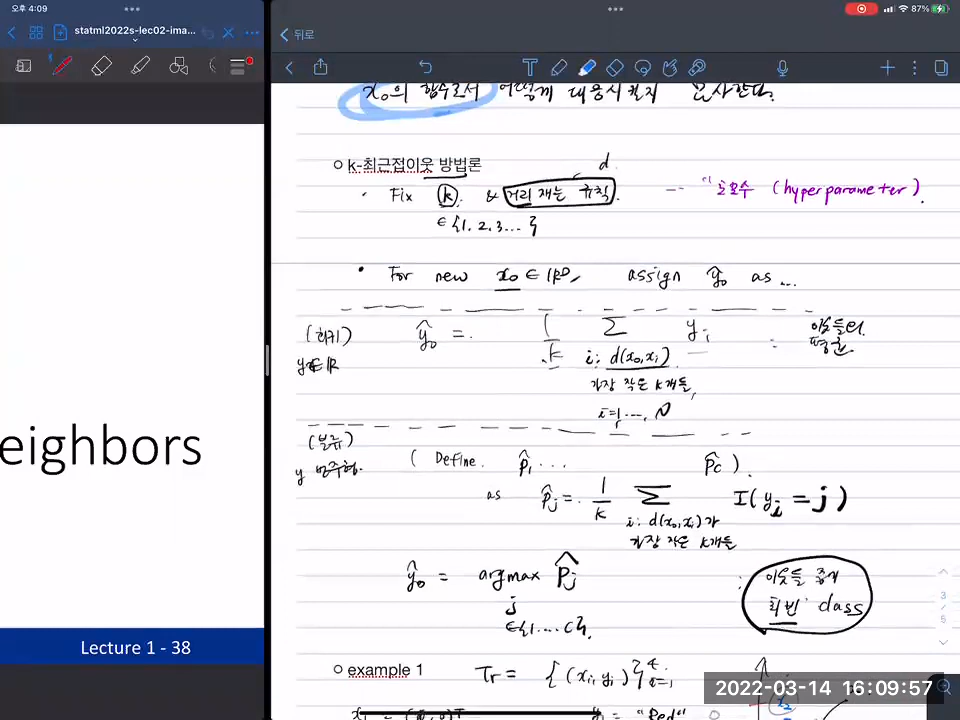 오후 4:09
87%
statml2022s-lec02-ima...
뒤로
x₀의 함수로서 어떻게 대응시킬지 묘사한다.
k-최근접이웃 방법론
d
· Fix k & 거리 재는 규칙. -- "초모수 (hyperparameter).
∈ {1, 2, 3 ... }
• For new x₀ ∈ ℝᵖ, assign ŷ₀ as ...
(회귀) ŷ₀ = 1/k Σ yᵢ : 이웃들의 평균
y∈ℝ
i: d(x₀, xᵢ)
가장 작은 k개들,
i=1, ..., N
(분류)
y 범주형. ( Define p̂₁ ... p̂c ).
as p̂ⱼ = 1/k Σ I(yᵢ = j)
i: d(x₀,xᵢ)가
가장 작은 k개들
ŷ₀ = argmax p̂ⱼ : 이웃들 중에 최빈 class
j
∈{1....C}.
eighbors
Lecture 1 - 38
3
/
5
example 1 Tr = {(xᵢ, yᵢ)}
x₂
"Red"
2022-03-14 16:09:57